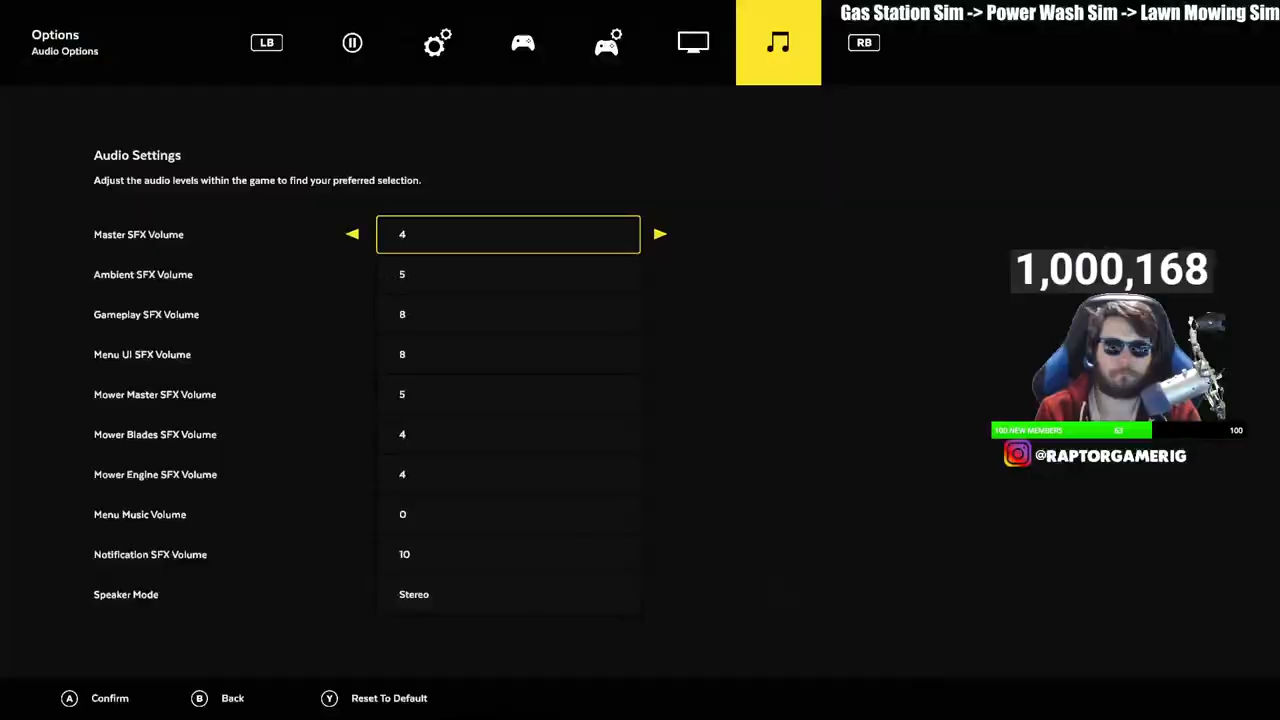 Gas Station Sim -> Power Wash Sim -> Lawn Mowing Sim
Options
Audio Options
LB
RB
Audio Settings
Adjust the audio levels within the game to find your preferred selection.
Master SFX Volume 4
Ambient SFX Volume 5
Gameplay SFX Volume 8
Menu UI SFX Volume 8
Mower Master SFX Volume 5
Mower Blades SFX Volume 4
Mower Engine SFX Volume 4
Menu Music Volume 0
Notification SFX Volume 10
Speaker Mode Stereo
1,000,168
100 NEW MEMBERS 63 100
@RAPTORGAMERIG
A Confirm B Back Y Reset To Default